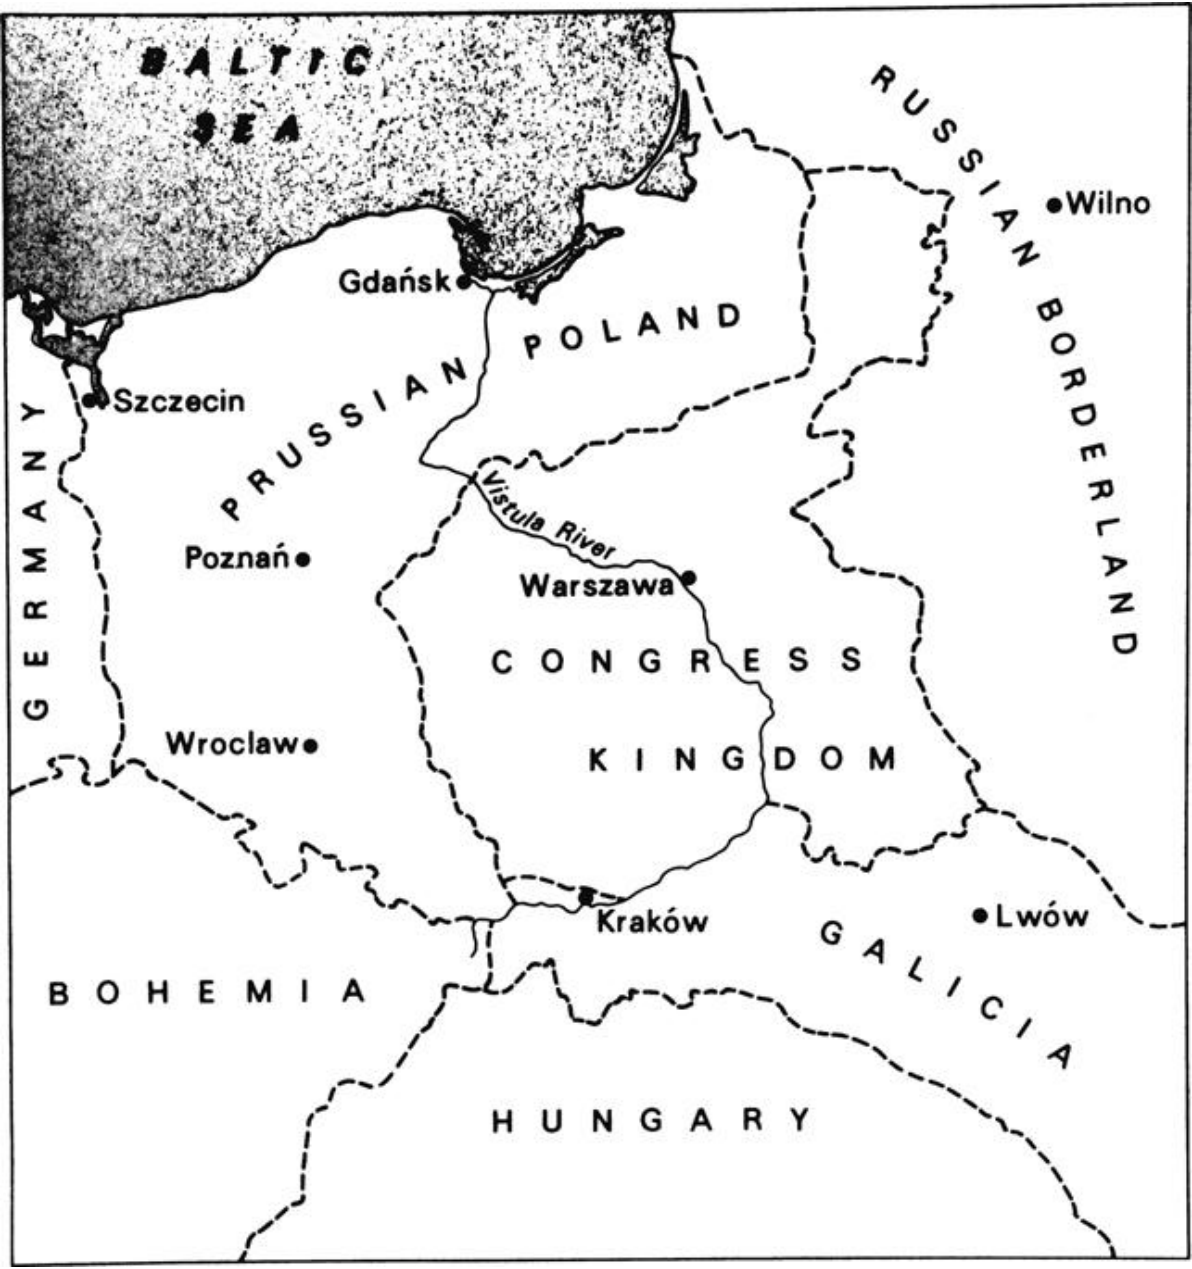 BALTIC
SEA
RUSSIAN BORDERLAND
Wilno
Gdańsk
PRUSSIAN POLAND
Szczecin
GERMANY
Vistula River
Poznań
Warszawa
CONGRESS
KINGDOM
Wroclaw
Kraków
Lwów
GALICIA
BOHEMIA
HUNGARY